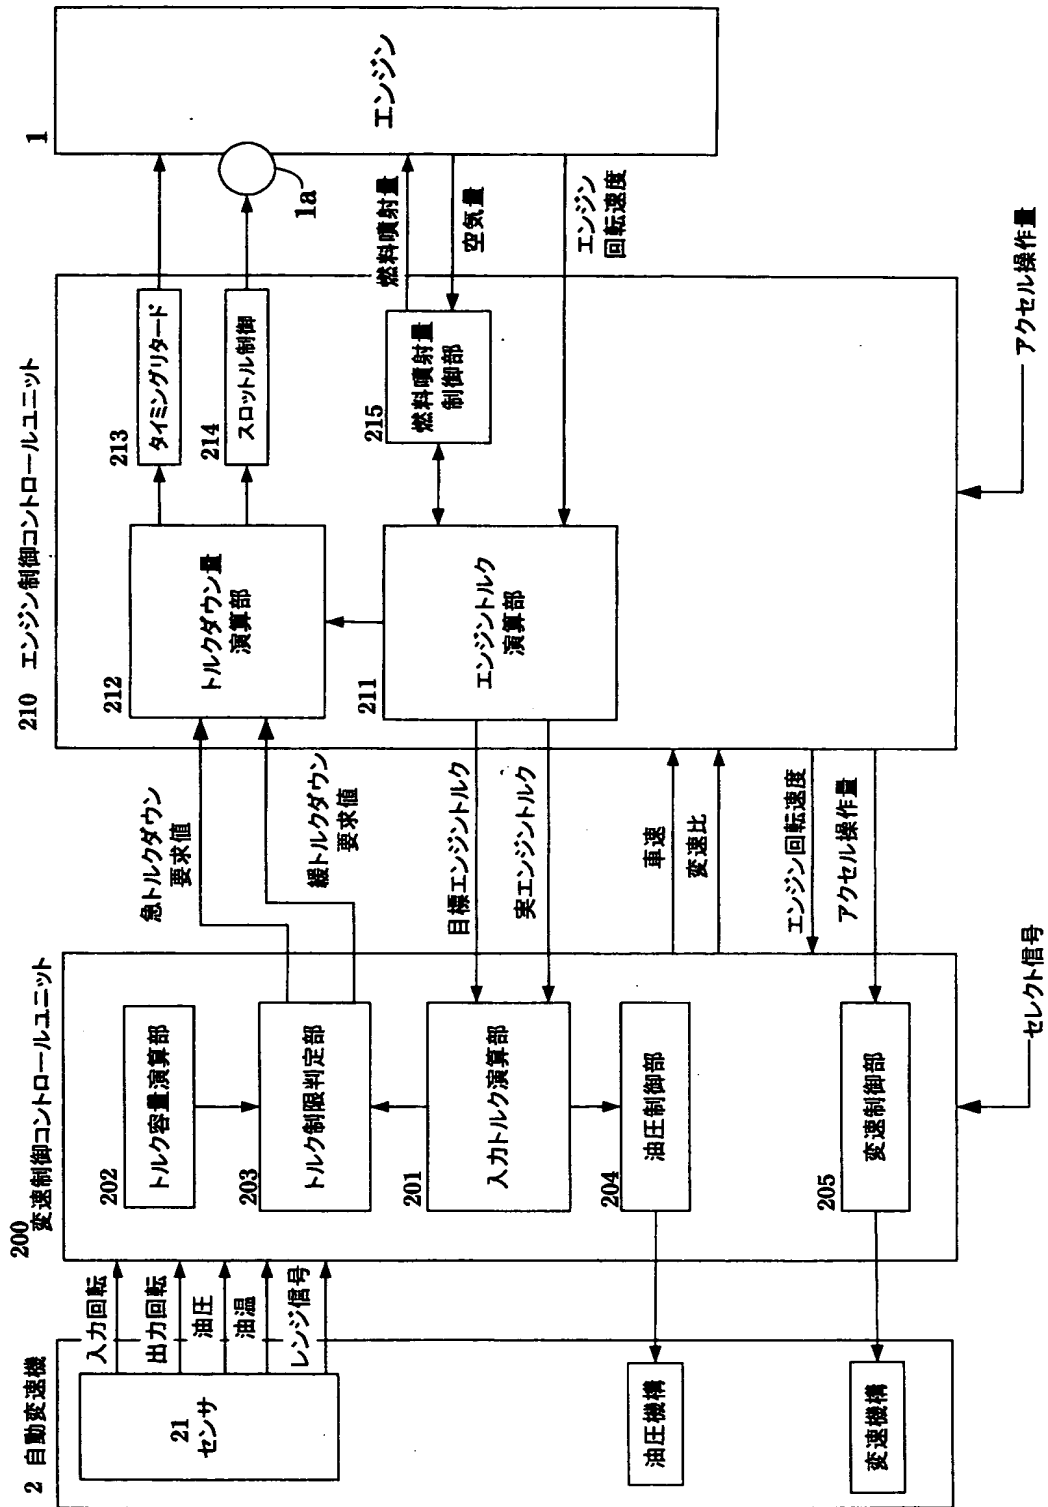 2 自動変速機
21
センサ
油圧機構
変速機構
入力回転
出力回転
油圧
油温
レンジ信号
200
変速制御コントロールユニット
202
トルク容量演算部
203
トルク制限判定部
201
入力トルク演算部
204
油圧制御部
205
変速制御部
セレクト信号
急トルクダウン
要求値
緩トルクダウン
要求値
目標エンジントルク
実エンジントルク
車速
変速比
エンジン回転速度
アクセル操作量
210 エンジン制御コントロールユニット
212
トルクダウン量
演算部
211
エンジントルク
演算部
213
タイミングリタード
214
スロットル制御
215
燃料噴射量
制御部
アクセル操作量
燃料噴射量
空気量
エンジン
回転速度
1
1a
エンジン